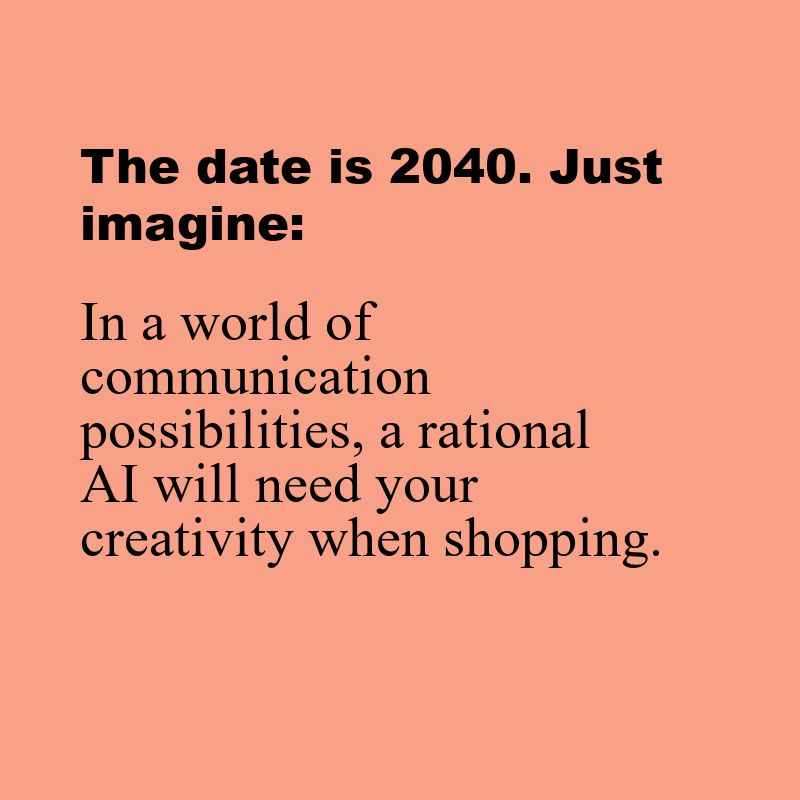 The date is 2040. Just
imagine:
In a world of
communication
possibilities, a rational
AI will need your
creativity when shopping.